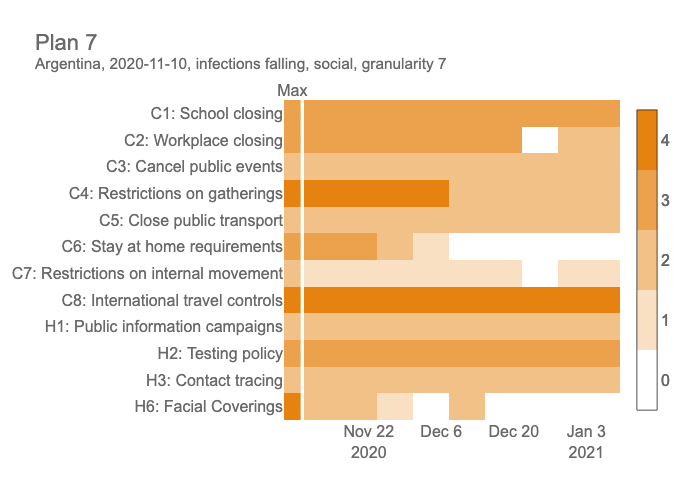 Plan 7
Argentina, 2020-11-10, infections falling, social, granularity 7
Max
C1: School closing
C2: Workplace closing
C3: Cancel public events
C4: Restrictions on gatherings
C5: Close public transport
C6: Stay at home requirements
C7: Restrictions on internal movement
C8: International travel controls
H1: Public information campaigns
H2: Testing policy
H3: Contact tracing
H6: Facial Coverings
4
3
2
1
0
Nov 22 Dec 6 Dec 20 Jan 3
2020 2021